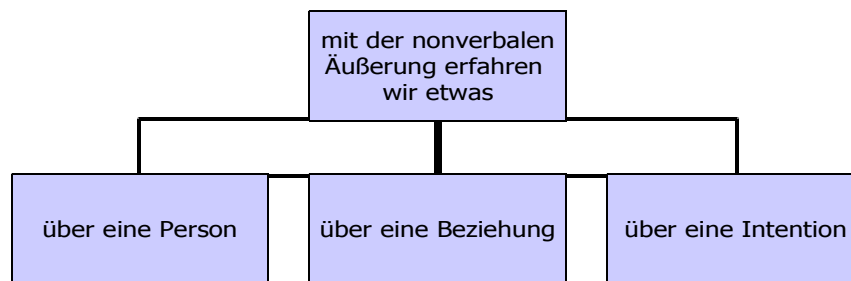 mit der nonverbalen
Äußerung erfahren
wir etwas
über eine Person
über eine Beziehung
über eine Intention